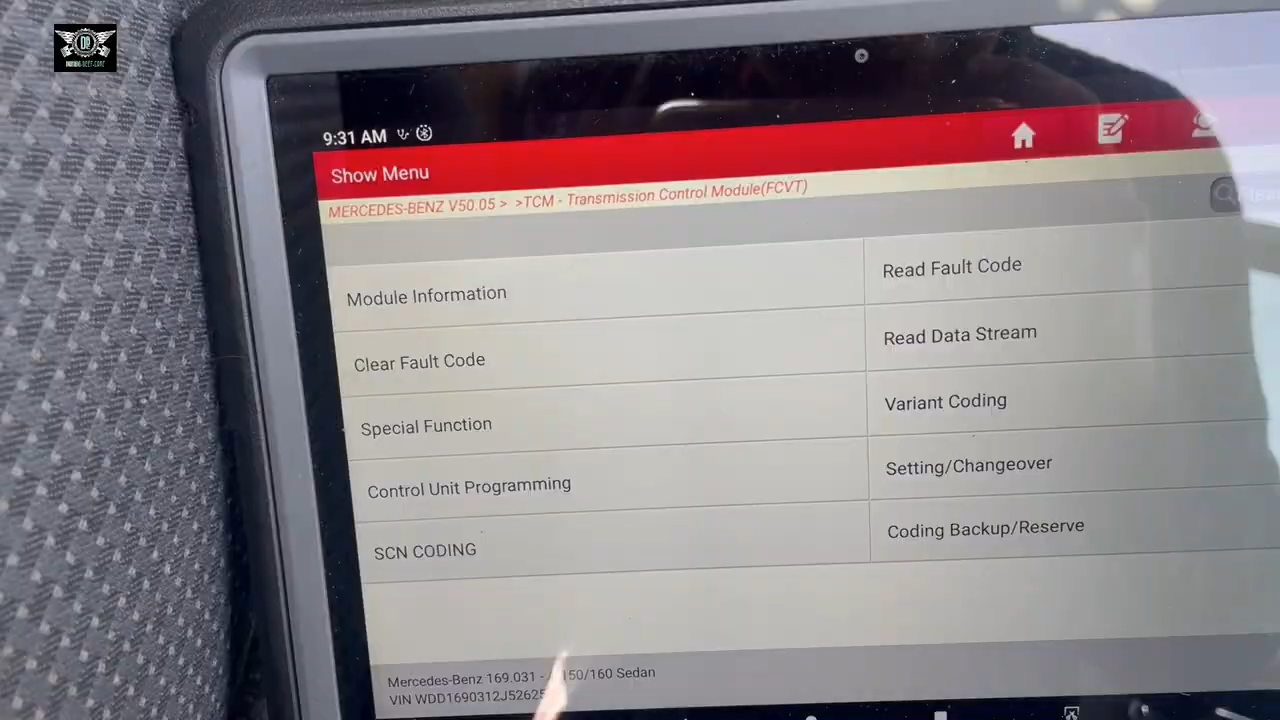 9:31 AM
Show Menu
MERCEDES-BENZ V50.05 > >TCM - Transmission Control Module(FCVT)
Module Information
Read Fault Code
Clear Fault Code
Read Data Stream
Special Function
Variant Coding
Control Unit Programming
Setting/Changeover
SCN CODING
Coding Backup/Reserve
Mercedes-Benz 169.031 - 150/160 Sedan
VIN WDD1690312J5262